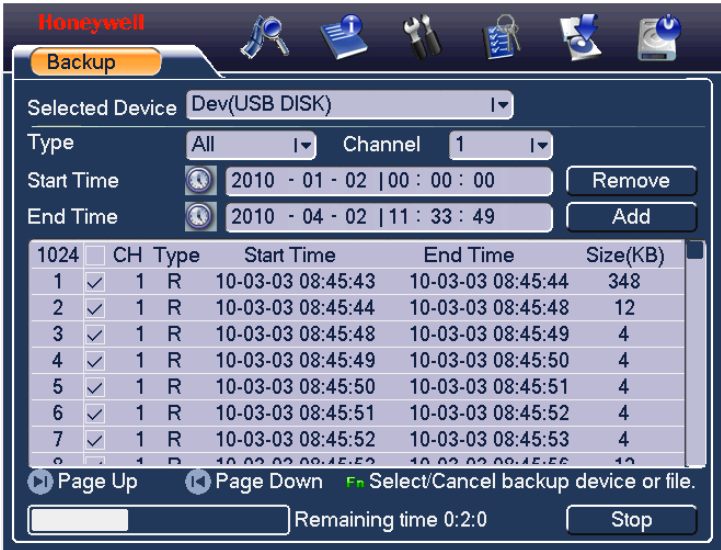 Honeywell
Backup
Selected Device Dev(USB DISK)
Type All Channel 1
Start Time 2010 - 01 - 02 | 00 : 00 : 00 Remove
End Time 2010 - 04 - 02 | 11 : 33 : 49 Add
1024 CH Type Start Time End Time Size(KB)
1 1 R 10-03-03 08:45:43 10-03-03 08:45:44 348
2 1 R 10-03-03 08:45:44 10-03-03 08:45:48 12
3 1 R 10-03-03 08:45:48 10-03-03 08:45:49 4
4 1 R 10-03-03 08:45:49 10-03-03 08:45:50 4
5 1 R 10-03-03 08:45:50 10-03-03 08:45:51 4
6 1 R 10-03-03 08:45:51 10-03-03 08:45:52 4
7 1 R 10-03-03 08:45:52 10-03-03 08:45:53 4
Page Up Page Down Fn Select/Cancel backup device or file.
Remaining time 0:2:0 Stop